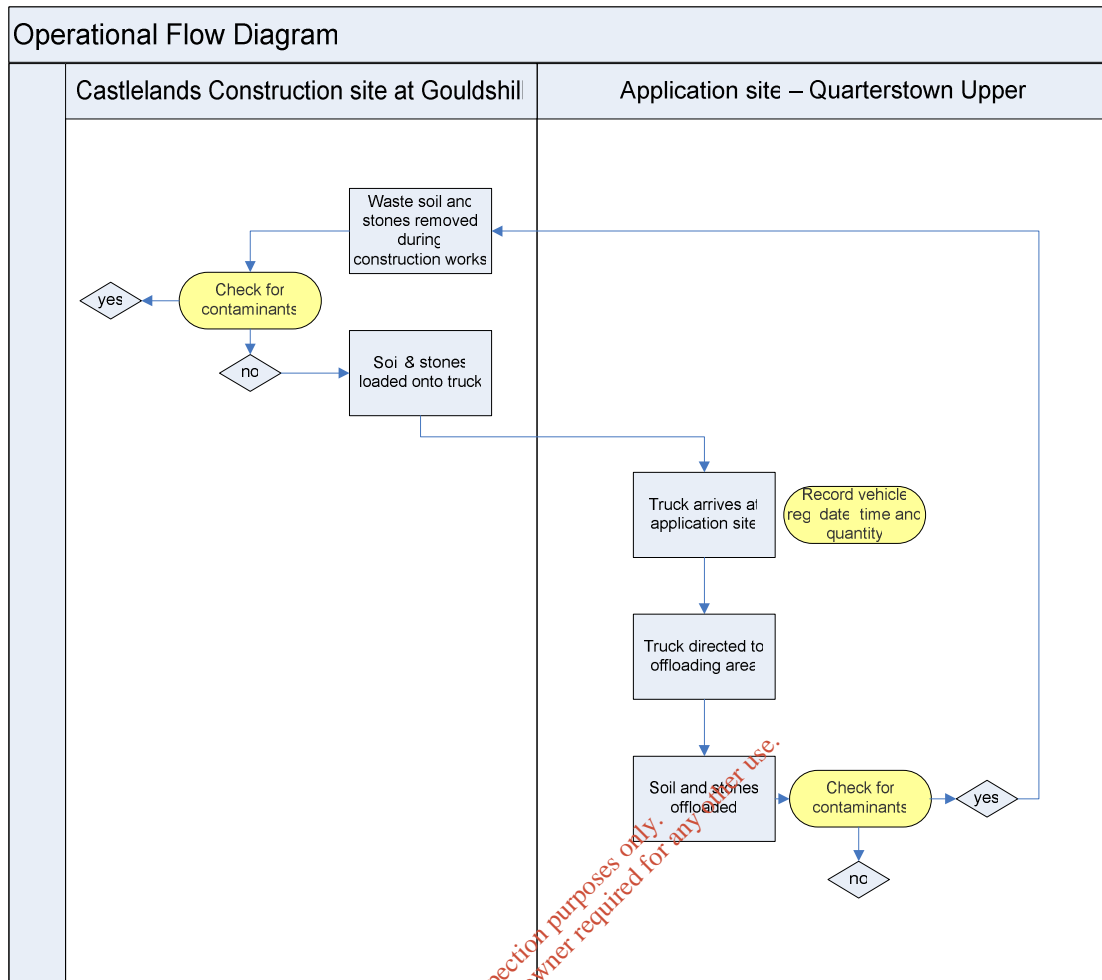 Operational Flow Diagram
Castlelands Construction site at Gouldshill
Application site – Quarterstown Upper
Waste soil and
stones removed
during
construction works
Check for
contaminants
yes
no
Soil & stones
loaded onto truck
Truck arrives at
application site
Record vehicle
reg date time and
quantity
Truck directed to
offloading area
Soil and stones
offloaded
Check for
contaminants
yes
no
pection purposes only.
owner required for any other use.